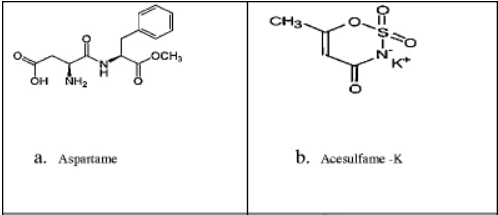 O
OH
NH₂
O
N
H
O
OCH₃
CH₃
O
O
S
O
N⁻
K⁺
O
a. Aspartame
b. Acesulfame -K